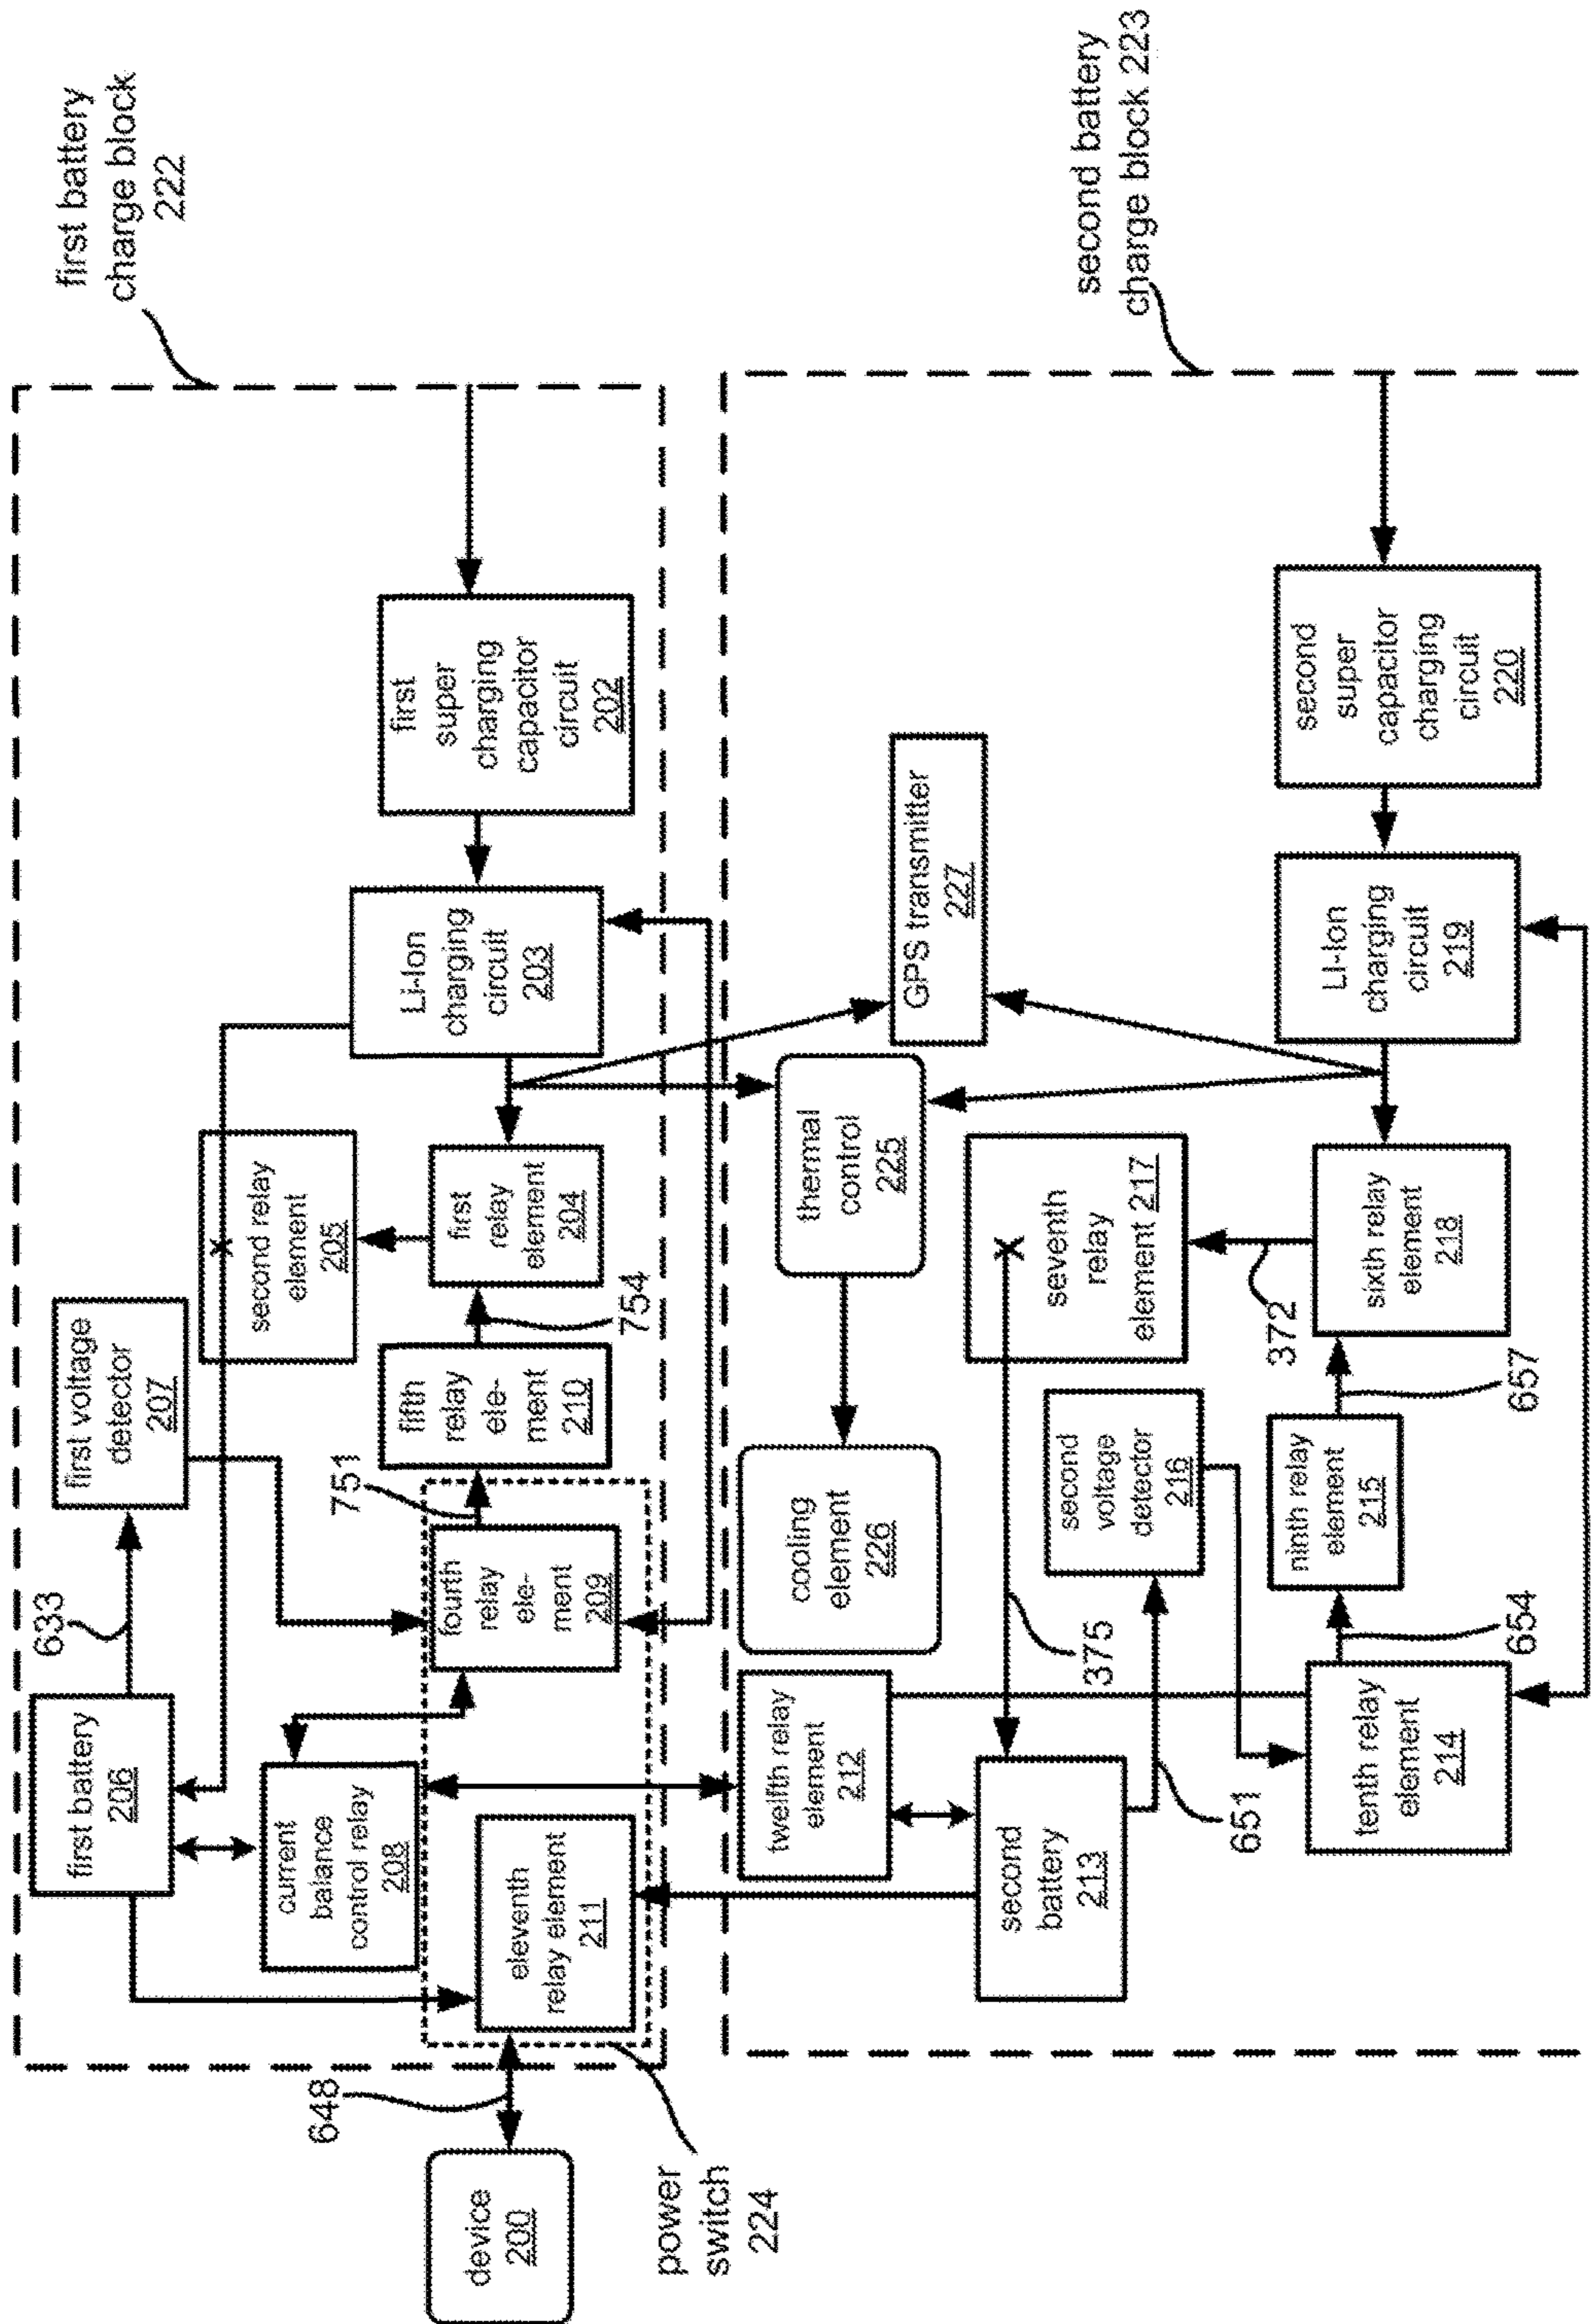 first battery
charge block
222
second battery
charge block 223
first
super
charging
capacitor
circuit
202
Li-Ion
charging
circuit
203
second relay
element
205
first
relay
element
204
754
first voltage
detector
207
fifth
relay
ele-
ment
210
751
fourth
relay
ele-
ment
209
633
first battery
206
current
balance
control relay
208
eleventh
relay element
211
648
device
200
power
switch
224
GPS transmitter
227
thermal
control
225
cooling
element
226
second
super
capacitor
charging
circuit
220
LI-Ion
charging
circuit
219
sixth relay
element
218
seventh
relay
element 217
372
657
ninth relay
element
215
second
voltage
detector
216
375
654
tenth relay
element
214
twelfth relay
element
212
651
second
battery
213